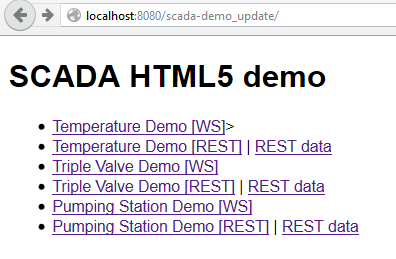 localhost:8080/scada-demo_update/
SCADA HTML5 demo
Temperature Demo [WS]>
Temperature Demo [REST] | REST data
Triple Valve Demo [WS]
Triple Valve Demo [REST] | REST data
Pumping Station Demo [WS]
Pumping Station Demo [REST] | REST data